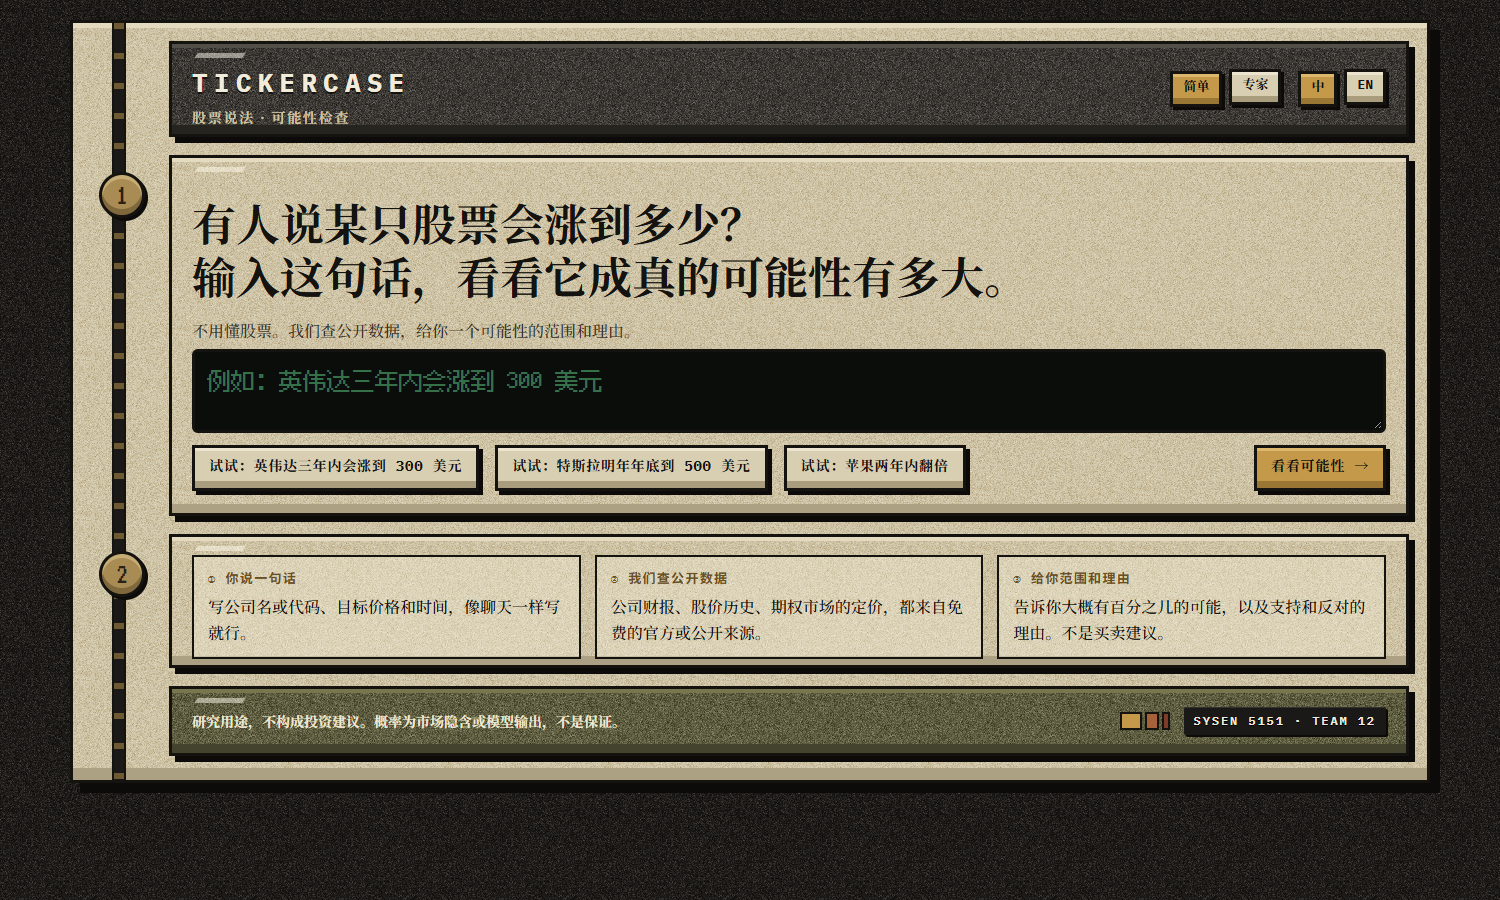 TICKERCASE
股票说法 · 可能性检查
简单 专家 中 EN
1
有人说某只股票会涨到多少?
输入这句话，看看它成真的可能性有多大。
不用懂股票。我们查公开数据，给你一个可能性的范围和理由。
例如：英伟达三年内会涨到 300 美元
试试：英伟达三年内会涨到 300 美元
试试：特斯拉明年年底到 500 美元
试试：苹果两年内翻倍
看看可能性 →
2
① 你说一句话
写公司名或代码、目标价格和时间，像聊天一样写
就行。
② 我们查公开数据
公司财报、股价历史、期权市场的定价，都来自免
费的官方或公开来源。
③ 给你范围和理由
告诉你大概有百分之几的可能，以及支持和反对的
理由。不是买卖建议。
研究用途，不构成投资建议。概率为市场隐含或模型输出，不是保证。
SYSEN 5151 · TEAM 12